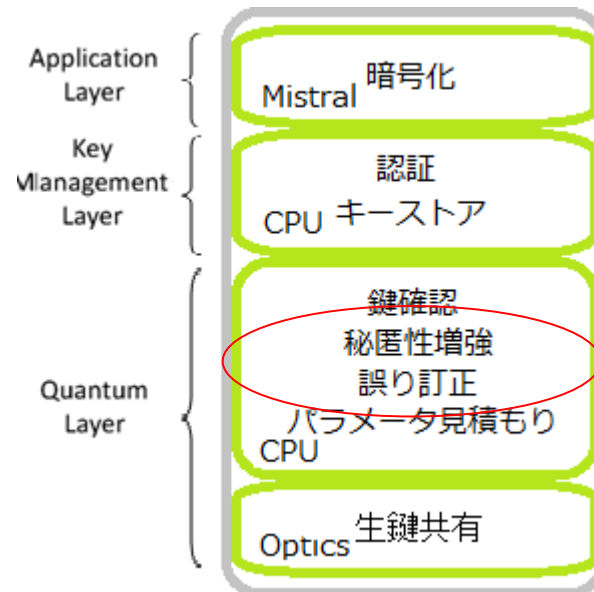 Application
Layer
Mistral 暗号化
Key
Management
Layer
認証
CPU キーストア
Quantum
Layer
鍵確認
秘匿性増強
誤り訂正
パラメータ見積もり
CPU
Optics 生鍵共有